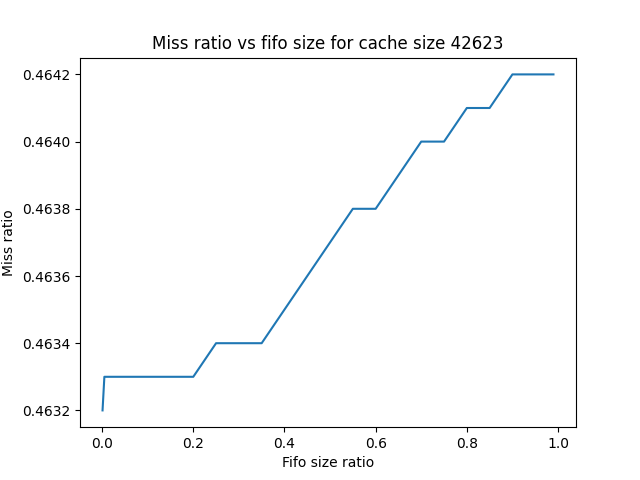 Miss ratio vs fifo size for cache size 42623
0.4642
0.4640
0.4638
0.4636
0.4634
0.4632
Miss ratio
0.0 0.2 0.4 0.6 0.8 1.0
Fifo size ratio